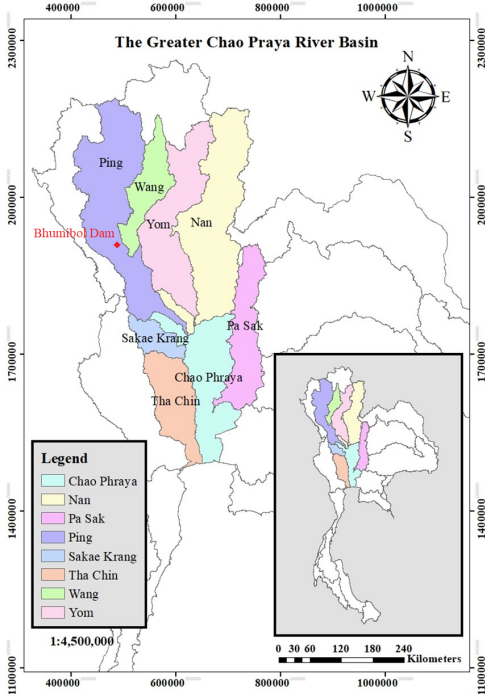 400000 600000 800000 1000000
The Greater Chao Praya River Basin
N
W E
S
2300000 2300000
Ping
Wang
2000000 2000000
Yom Nan
Bhumibol Dam
Pa Sak
Sakae Krang
1700000 1700000
Chao Phraya
Tha Chin
Legend
Chao Phraya
Nan
Pa Sak
Ping
Sakae Krang
Tha Chin
Wang
Yom
1400000 1400000
1:4,500,000
0 30 60 120 180 240
Kilometers
1100000 1100000
400000 600000 800000 1000000